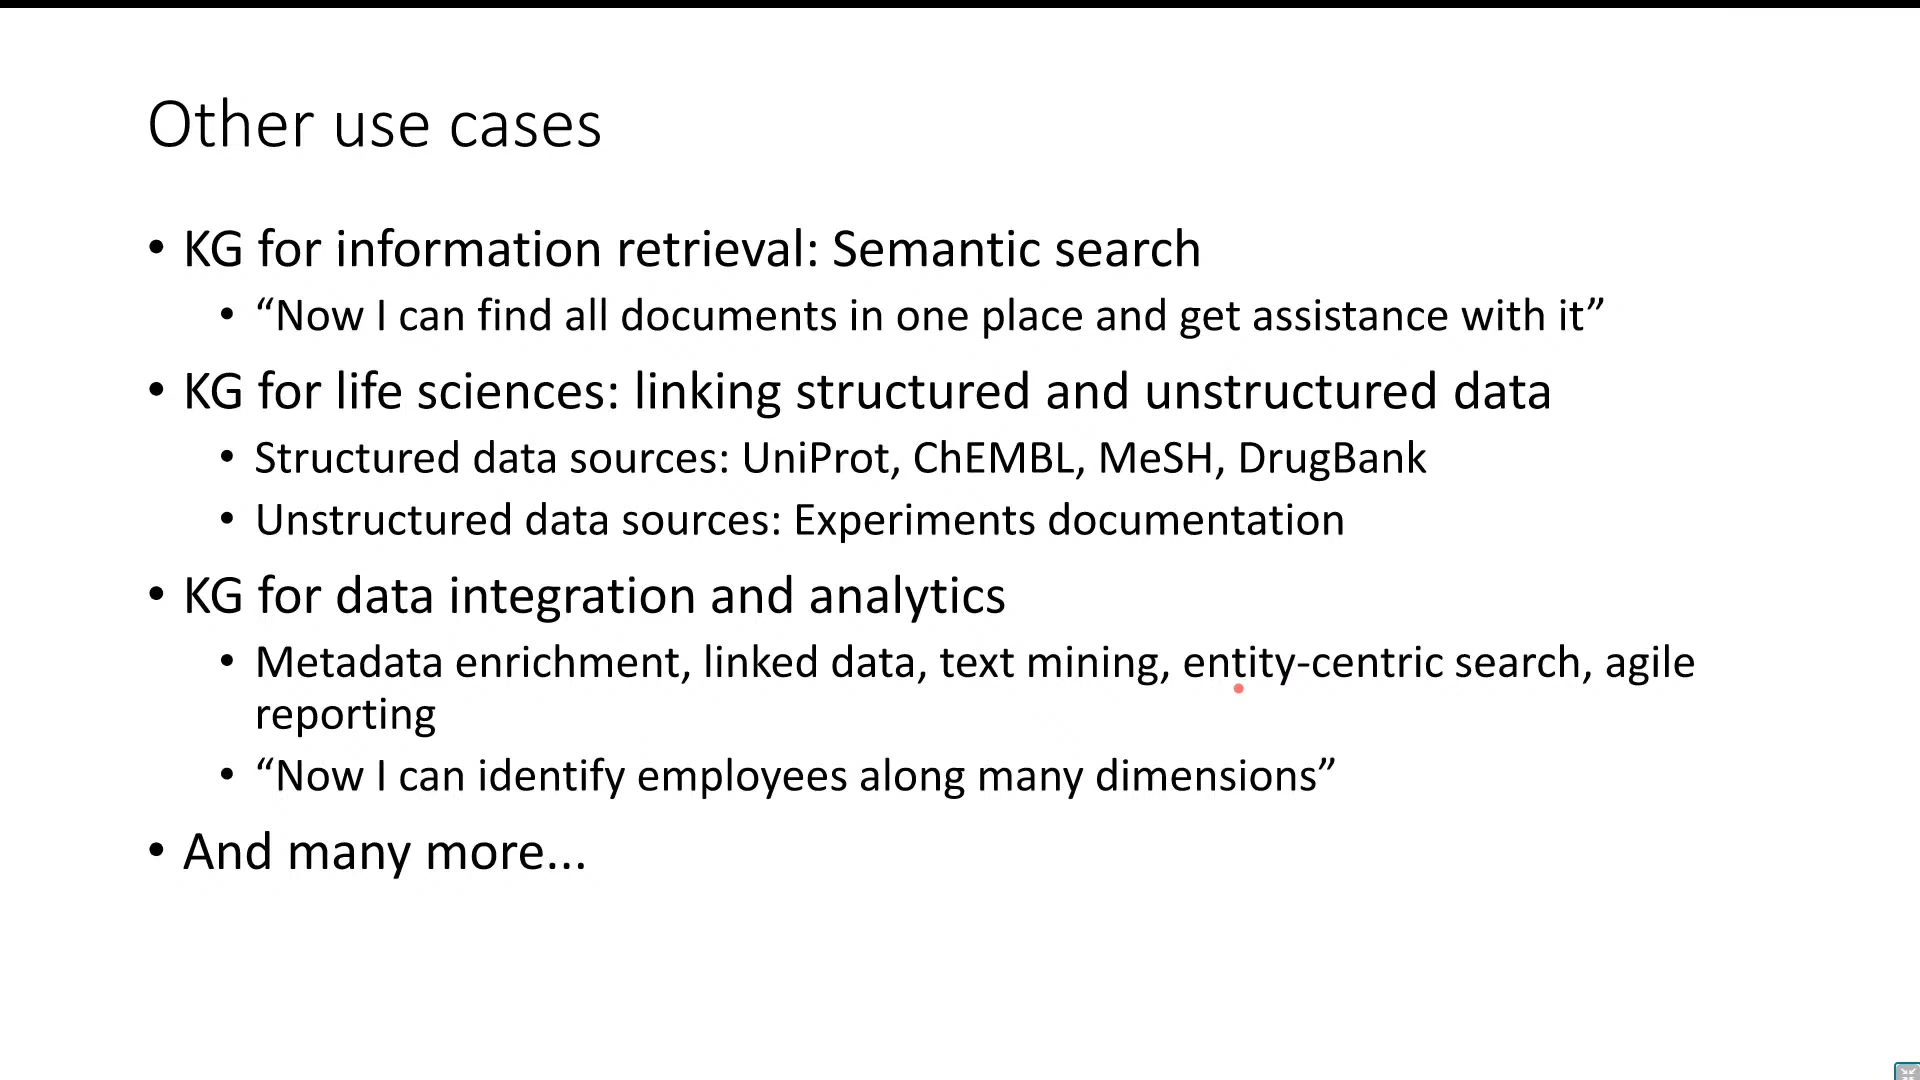 Other use cases
• KG for information retrieval: Semantic search
• “Now I can find all documents in one place and get assistance with it”
• KG for life sciences: linking structured and unstructured data
• Structured data sources: UniProt, ChEMBL, MeSH, DrugBank
• Unstructured data sources: Experiments documentation
• KG for data integration and analytics
• Metadata enrichment, linked data, text mining, entity-centric search, agile
reporting
• “Now I can identify employees along many dimensions”
• And many more...